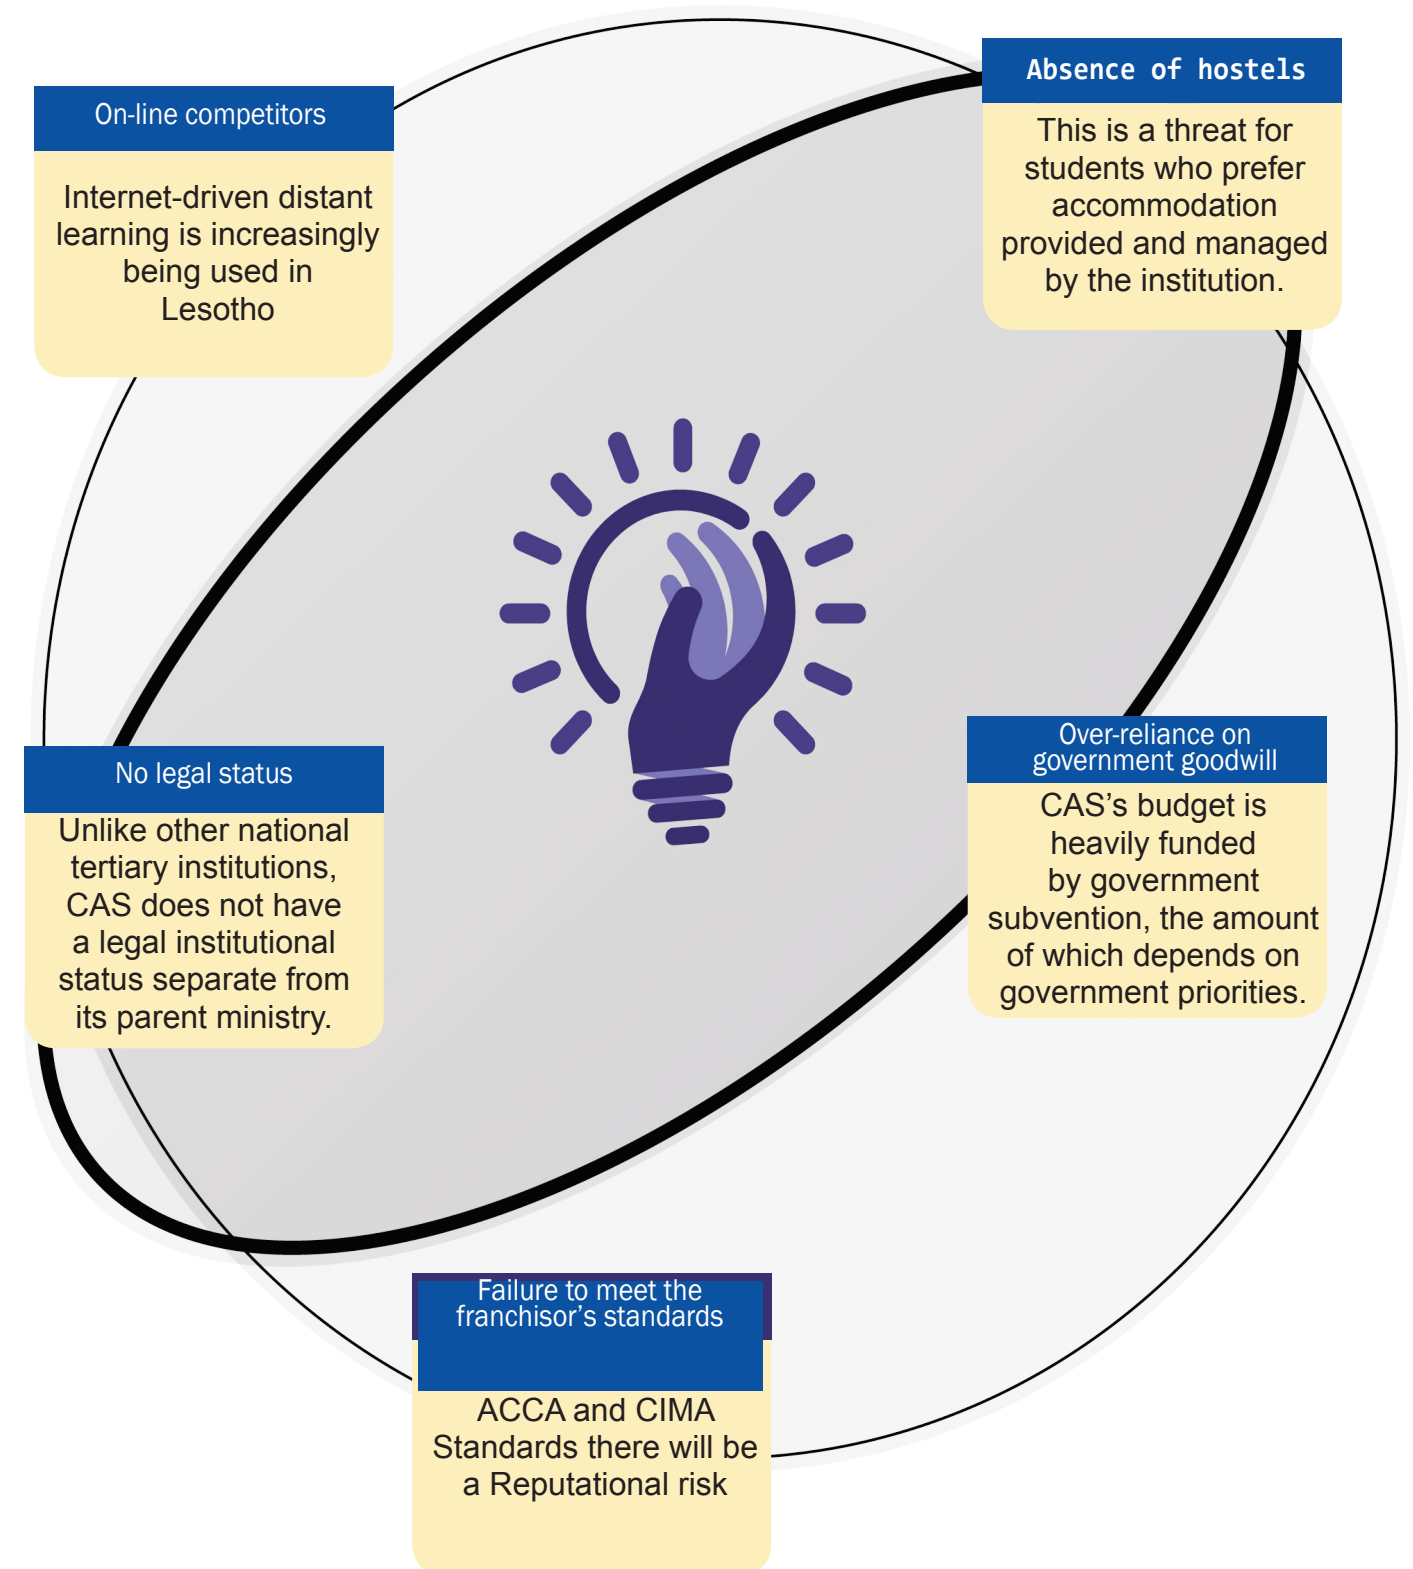 On-line competitors
Internet-driven distant
learning is increasingly
being used in
Lesotho
Absence of hostels
This is a threat for
students who prefer
accommodation
provided and managed
by the institution.
No legal status
Unlike other national
tertiary institutions,
CAS does not have
a legal institutional
status separate from
its parent ministry.
Over-reliance on
government goodwill
CAS’s budget is
heavily funded
by government
subvention, the amount
of which depends on
government priorities.
Failure to meet the
franchisor’s standards
ACCA and CIMA
Standards there will be
a Reputational risk